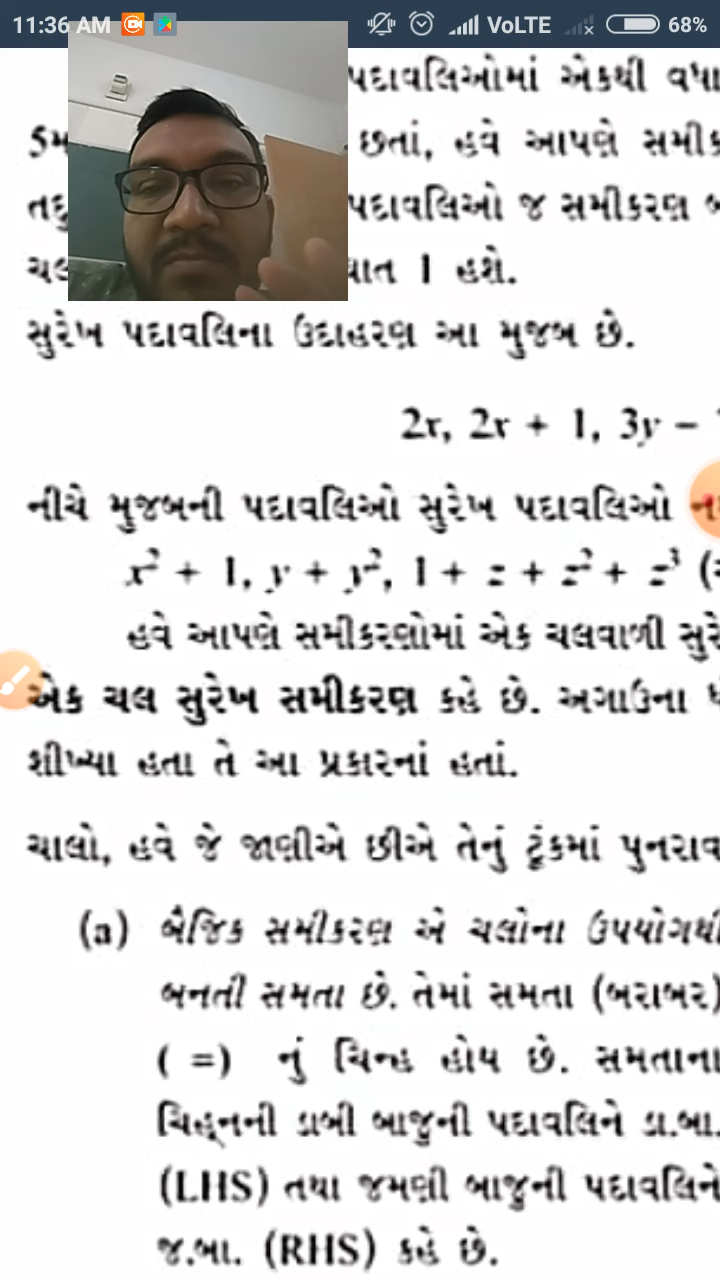 11:36 AM VoLTE 68%
પદાવલિઓમાં એકથી
છતાં, હવે આપણે
પદાવલિઓ જ સમીકરણ
1 હશે.
સુરેખ પદાવલિના ઉદાહરણ આ મુજબ છે.
2x, 2x + 1, 3y –
નીચે મુજબની પદાવલિઓ સુરેખ પદાવલિઓ
x² + 1, y + y², 1 + z + z² + z³
હવે આપણે સમીકરણોમાં એક ચલવાળી
એક ચલ સુરેખ સમીકરણ કહે છે. અગાઉના
શીખ્યા હતા તે આ પ્રકારનાં હતાં.
ચાલો, હવે જે જાણીએ છીએ તેનું ટૂંકમાં
(a) બૈજિક સમીકરણ એ ચલોના ઉપયોગથી
બનતી સમતા છે. તેમાં સમતા (બરાબર)
( =) નું ચિન્હ હોય છે. સમતાના
ચિહ્નની ડાબી બાજુની પદાવલિને ડા.બા.
(LHS) તથા જમણી બાજુની પદાવલિને
જ.બા. (RHS) કહે છે.